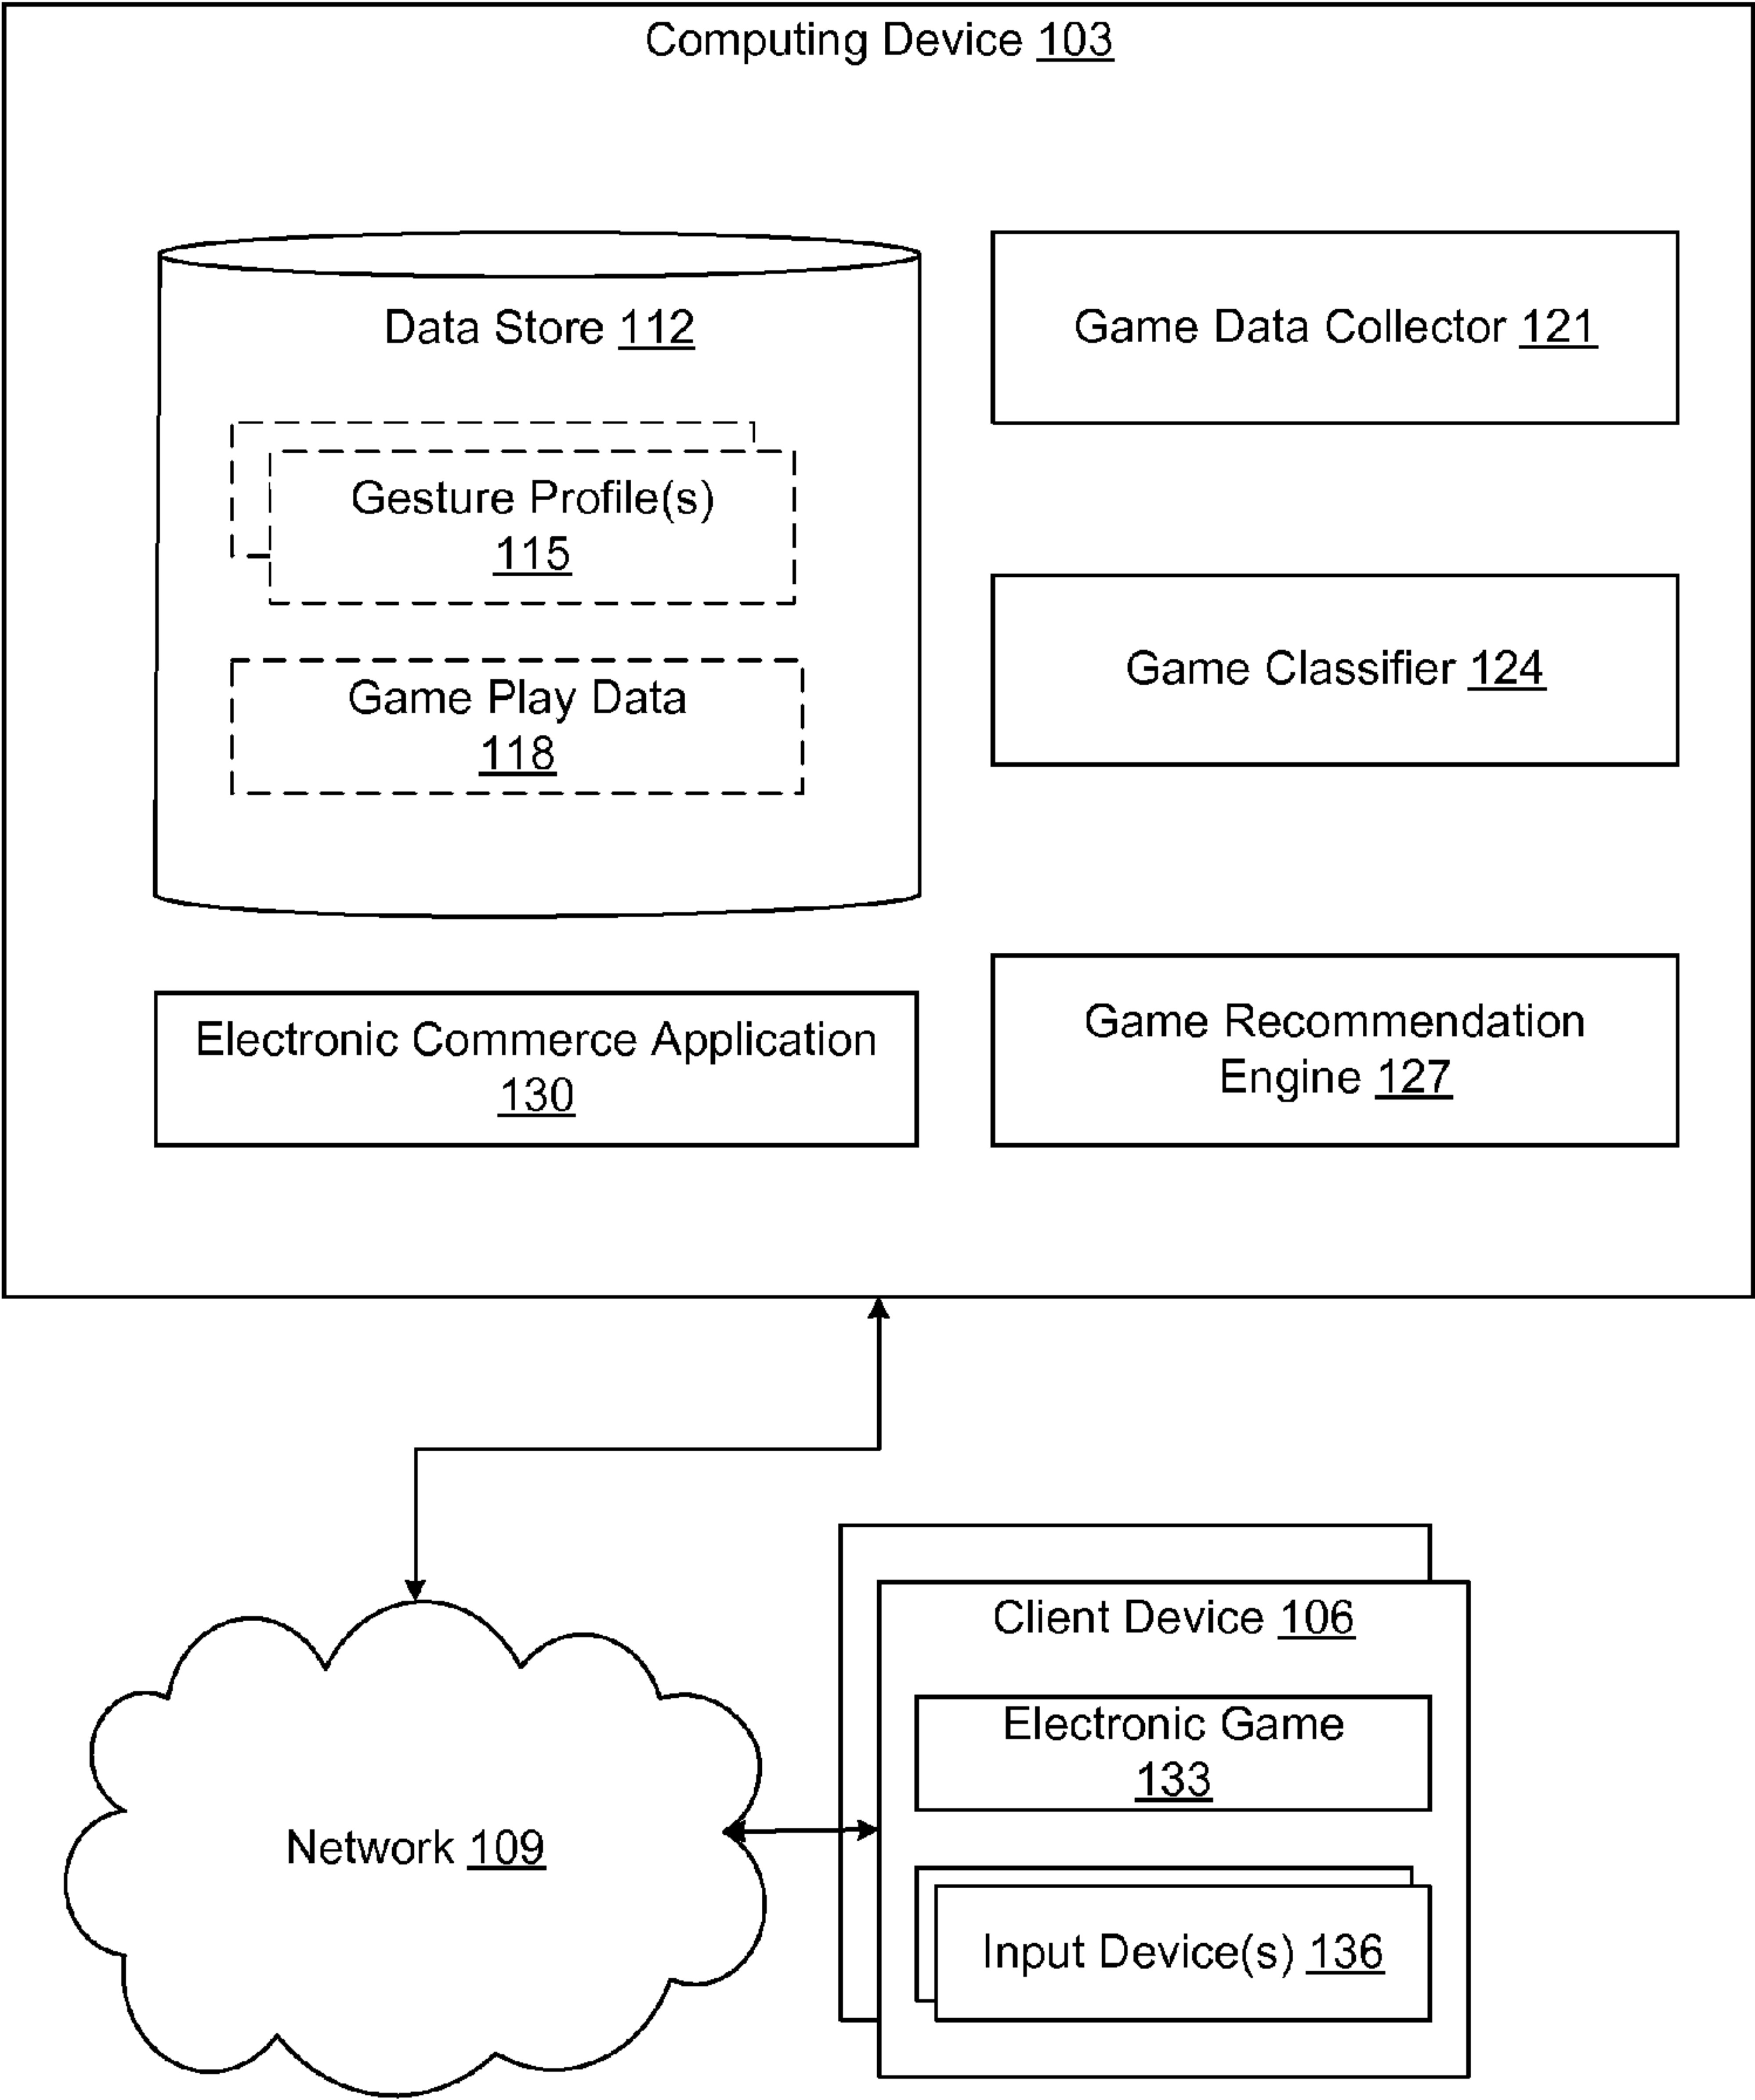 Computing Device 103
Data Store 112
Gesture Profile(s)
115
Game Play Data
118
Electronic Commerce Application
130
Game Data Collector 121
Game Classifier 124
Game Recommendation
Engine 127
Network 109
Client Device 106
Electronic Game
133
Input Device(s) 136